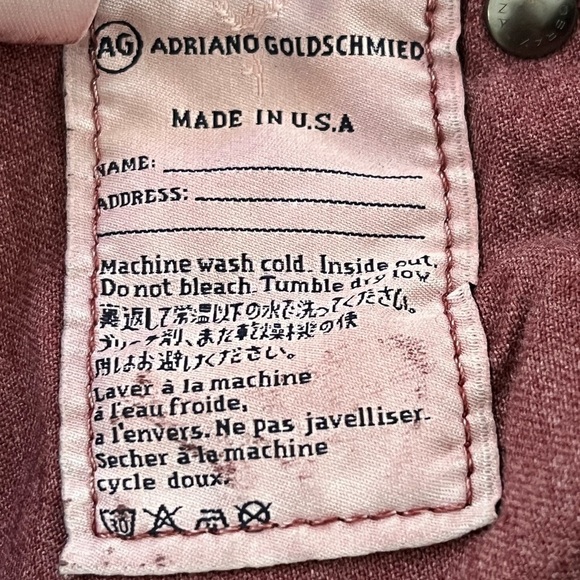 AG ADRIANO GOLDSCHMIED
MADE IN U.S.A
NAME:
ADDRESS:
Machine wash cold. Inside out.
Do not bleach. Tumble dry low
裏返して常温以下の水で洗ってください。
ブリーチ剤、また乾燥機の使
用はお避けください。
Laver à la machine
à l'eau froide,
a l'envers. Ne pas javelliser.
Secher à la machine
cycle doux.
30